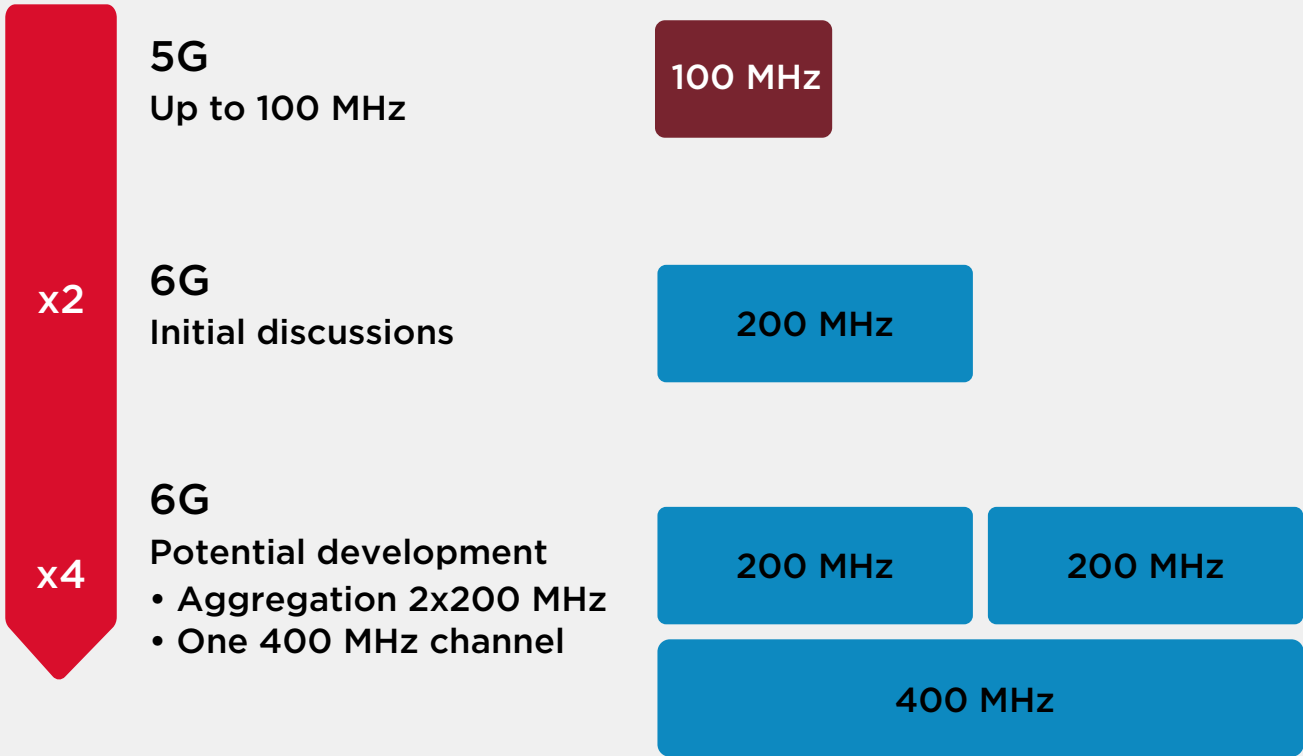 5G
Up to 100 MHz
100 MHz
x2
6G
Initial discussions
200 MHz
x4
6G
Potential development
• Aggregation 2x200 MHz
• One 400 MHz channel
200 MHz
200 MHz
400 MHz